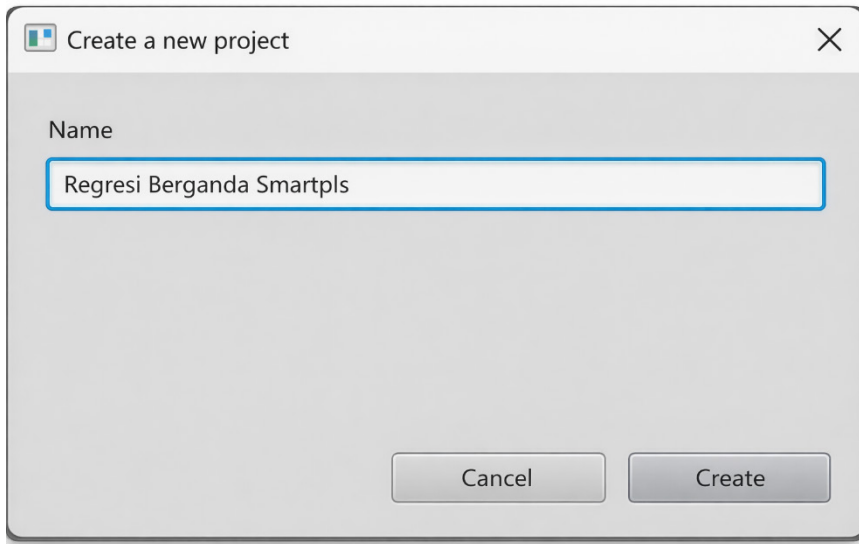 Create a new project
Name
Regresi Berganda Smartpls
Cancel
Create